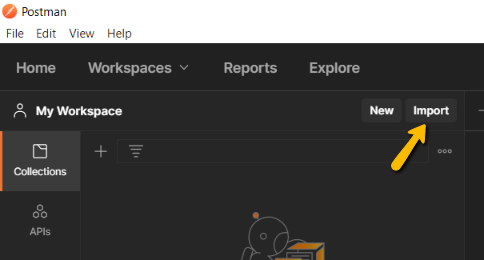 Postman
File Edit View Help
Home Workspaces Reports Explore
My Workspace New Import
Collections
APIs